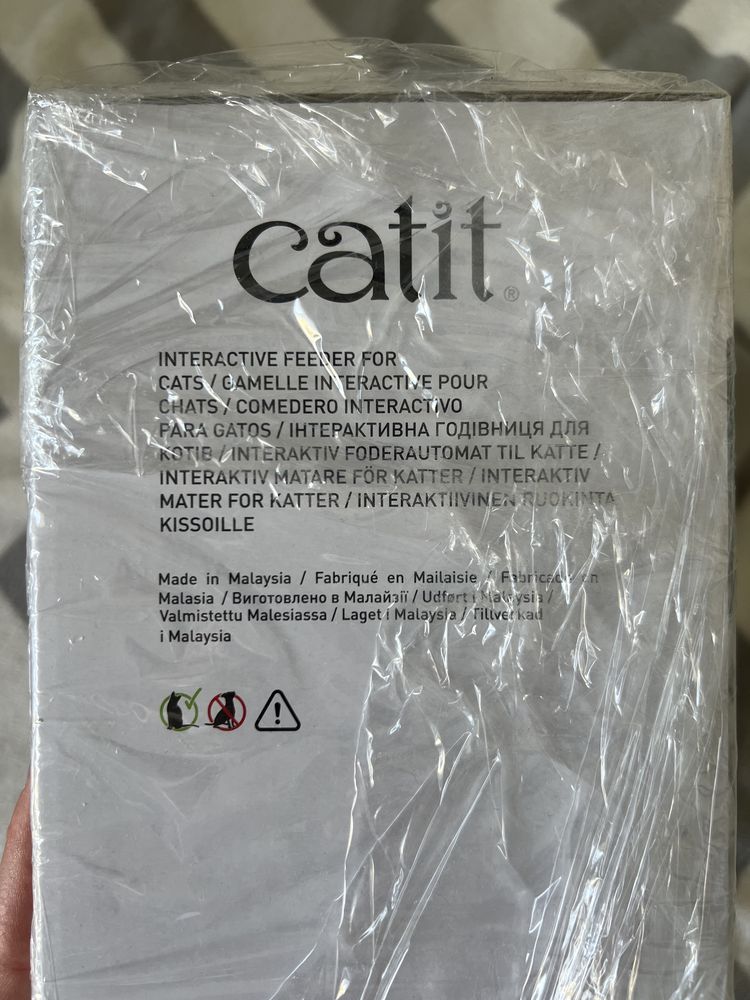 catit®
INTERACTIVE FEEDER FOR
CATS / GAMELLE INTERACTIVE POUR
CHATS / COMEDERO INTERACTIVO
PARA GATOS / ІНТЕРАКТИВНА ГОДІВНИЦЯ ДЛЯ
КОТІВ / INTERAKTIV FODERAUTOMAT TIL KATTE /
INTERAKTIV MATARE FÖR KATTER / INTERAKTIV
MATER FOR KATTER / INTERAKTIIVINEN RUOKINTA
KISSOILLE
Made in Malaysia / Fabriqué en Mailaisie / Fabricado en
Malasia / Виготовлено в Малайзії / Udført i Malaysia /
Valmistettu Malesiassa / Laget i Malaysia / Tillverkad
i Malaysia